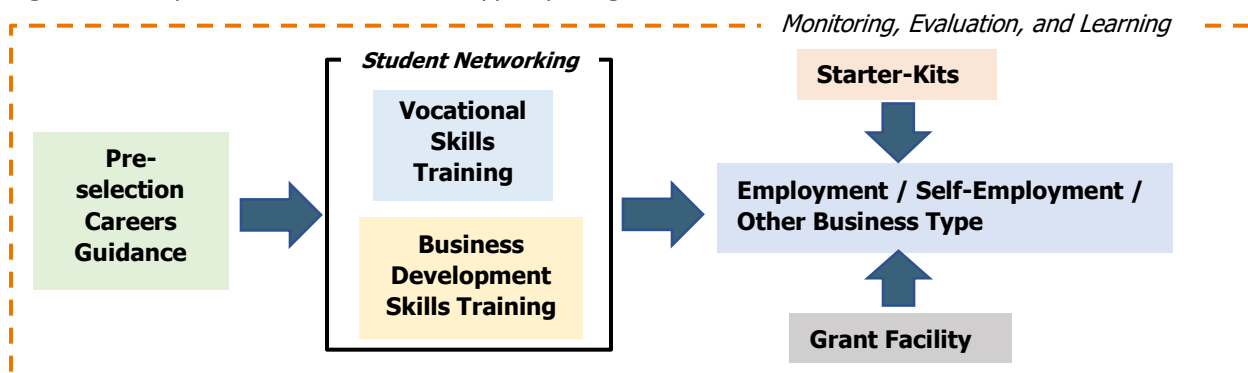 Monitoring, Evaluation, and Learning
Student Networking
Starter-Kits
Vocational
Skills
Training
Pre-
selection
Careers
Guidance
Employment / Self-Employment /
Other Business Type
Business
Development
Skills Training
Grant Facility